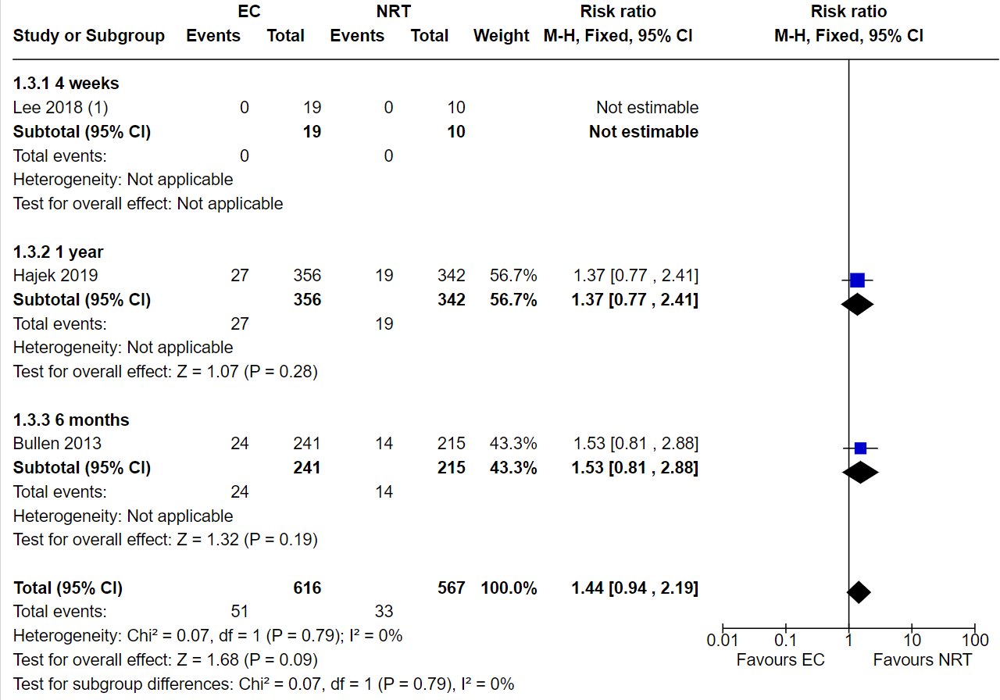 EC NRT Risk ratio Risk ratio
Study or Subgroup Events Total Events Total Weight M-H, Fixed, 95% CI M-H, Fixed, 95% CI
1.3.1 4 weeks
Lee 2018 (1) 0 19 0 10 Not estimable
Subtotal (95% CI) 19 10 Not estimable
Total events: 0 0
Heterogeneity: Not applicable
Test for overall effect: Not applicable
1.3.2 1 year
Hajek 2019 27 356 19 342 56.7% 1.37 [0.77 , 2.41]
Subtotal (95% CI) 356 342 56.7% 1.37 [0.77 , 2.41]
Total events: 27 19
Heterogeneity: Not applicable
Test for overall effect: Z = 1.07 (P = 0.28)
1.3.3 6 months
Bullen 2013 24 241 14 215 43.3% 1.53 [0.81 , 2.88]
Subtotal (95% CI) 241 215 43.3% 1.53 [0.81 , 2.88]
Total events: 24 14
Heterogeneity: Not applicable
Test for overall effect: Z = 1.32 (P = 0.19)
Total (95% CI) 616 567 100.0% 1.44 [0.94 , 2.19]
Total events: 51 33
Heterogeneity: Chi² = 0.07, df = 1 (P = 0.79); I² = 0%
Test for overall effect: Z = 1.68 (P = 0.09)
Test for subgroup differences: Chi² = 0.07, df = 1 (P = 0.79), I² = 0%
0.01 0.1 1 10 100
Favours EC Favours NRT